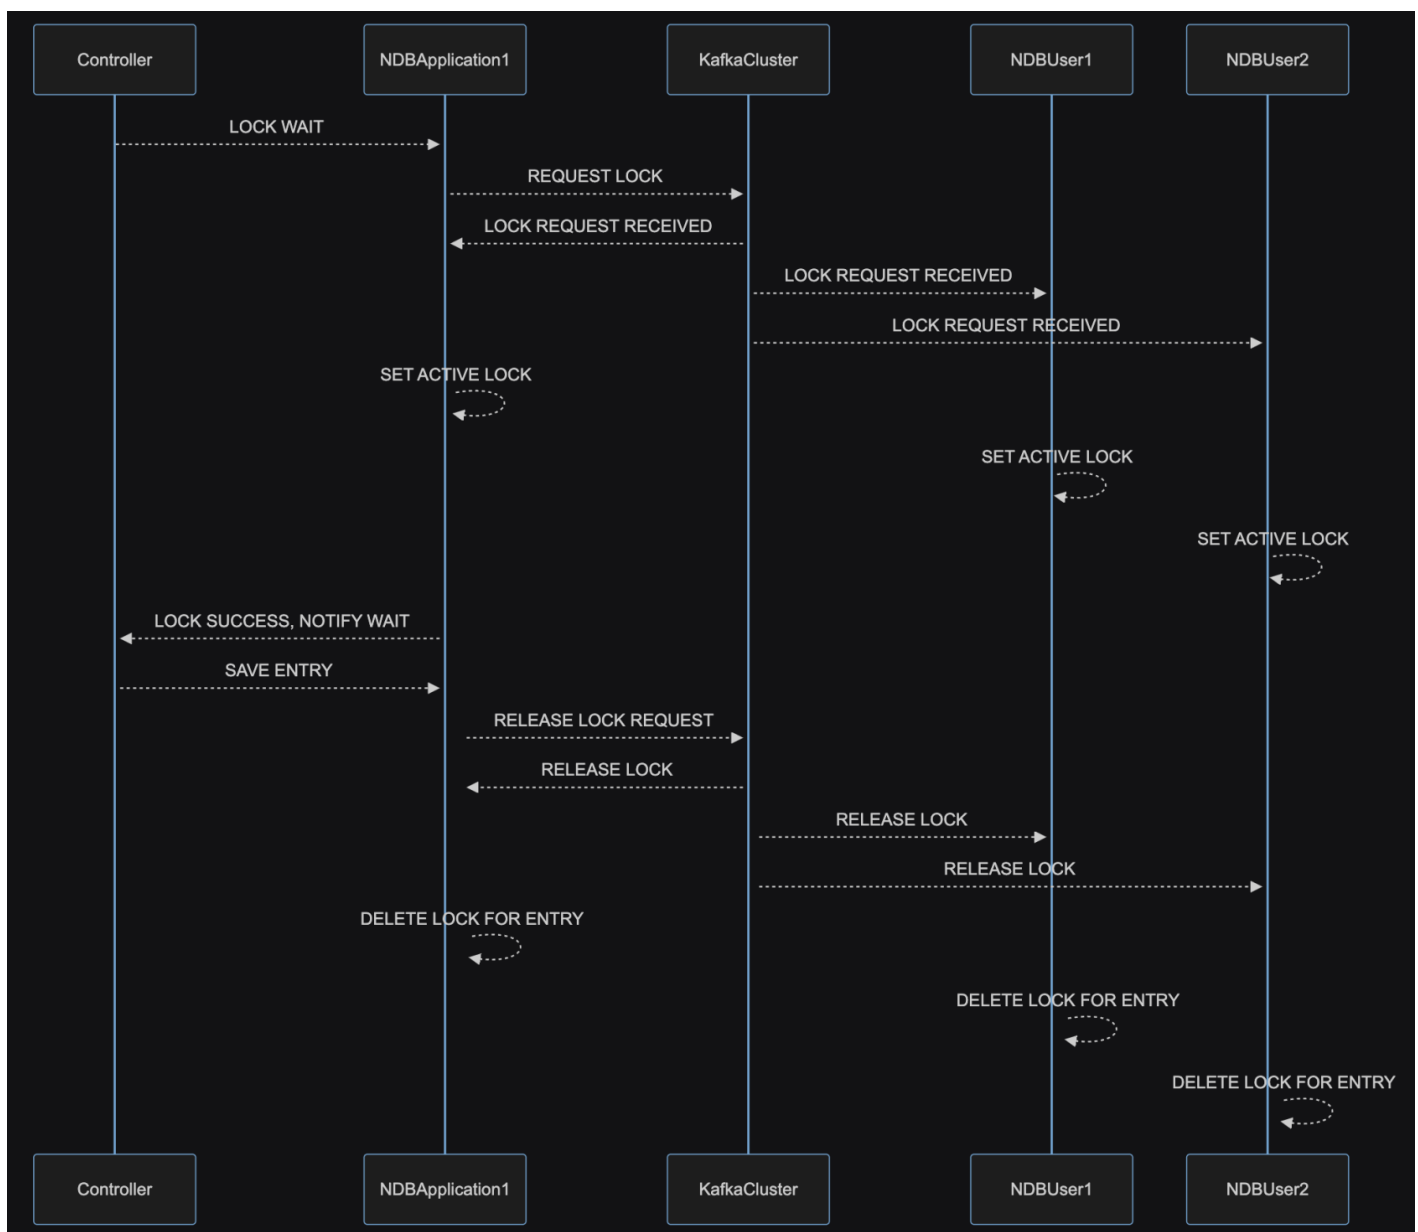 Controller
NDBApplication1
KafkaCluster
NDBUser1
NDBUser2
LOCK WAIT
REQUEST LOCK
LOCK REQUEST RECEIVED
LOCK REQUEST RECEIVED
LOCK REQUEST RECEIVED
SET ACTIVE LOCK
SET ACTIVE LOCK
SET ACTIVE LOCK
LOCK SUCCESS, NOTIFY WAIT
SAVE ENTRY
RELEASE LOCK REQUEST
RELEASE LOCK
RELEASE LOCK
RELEASE LOCK
DELETE LOCK FOR ENTRY
DELETE LOCK FOR ENTRY
DELETE LOCK FOR ENTRY
Controller
NDBApplication1
KafkaCluster
NDBUser1
NDBUser2